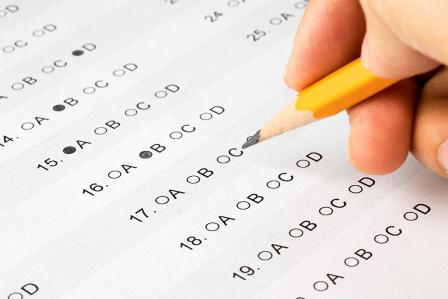 C D
A B C D
14. A B C D
15. A B C D
16. A B C D
17. A B C
18. A B C D
19. A B C D
A B C D
24. A
25. A
D